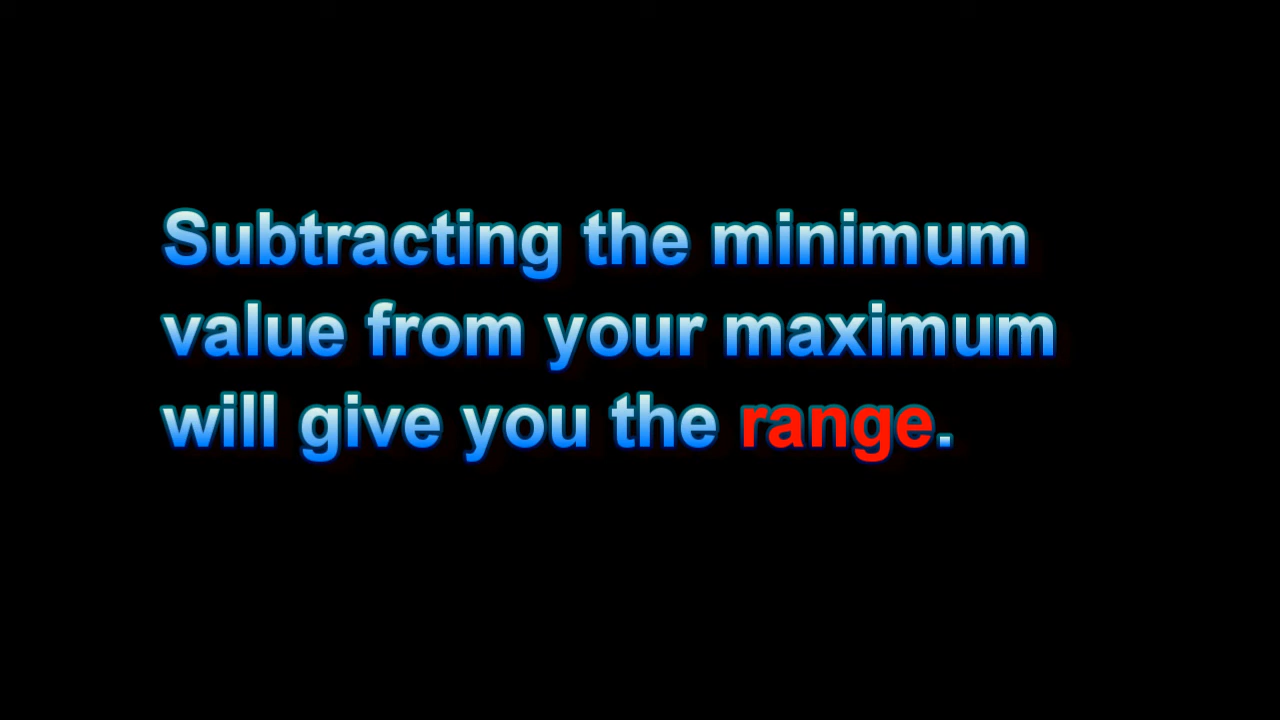 Subtracting the minimum
value from your maximum
will give you the range.